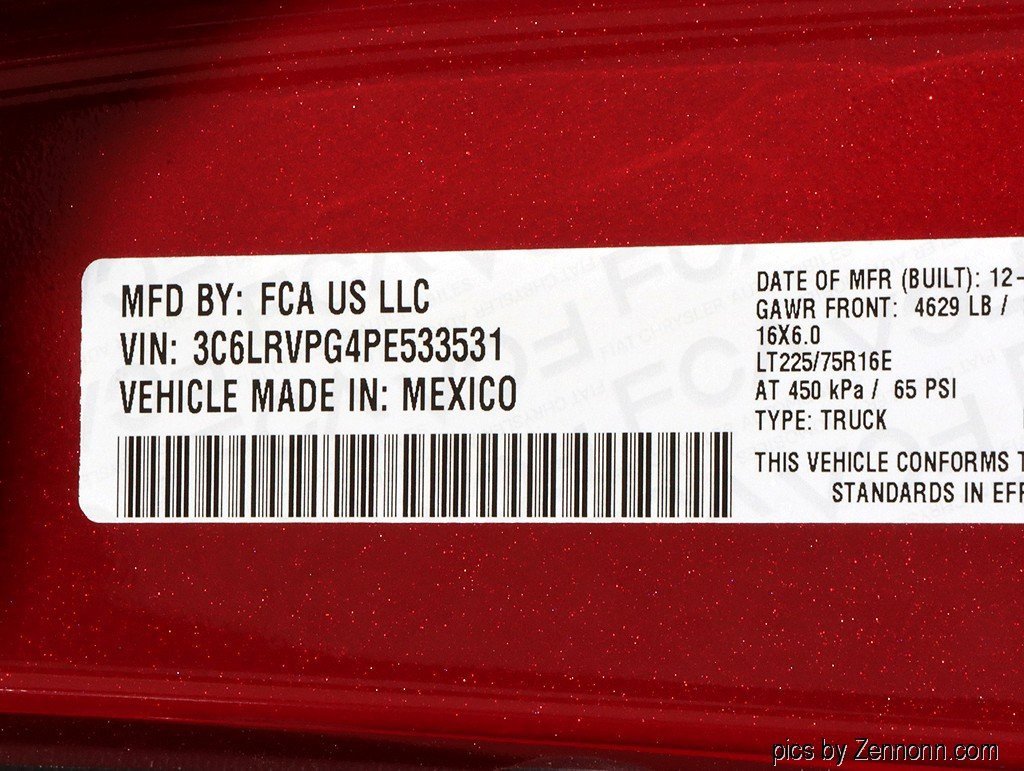 MFD BY: FCA US LLC
VIN: 3C6LRVPG4PE533531
VEHICLE MADE IN: MEXICO
DATE OF MFR (BUILT): 12-
GAWR FRONT: 4629 LB /
16X6.0
LT225/75R16E
AT 450 kPa / 65 PSI
TYPE: TRUCK
THIS VEHICLE CONFORMS T
STANDARDS IN EFF
pics by Zennonn.com